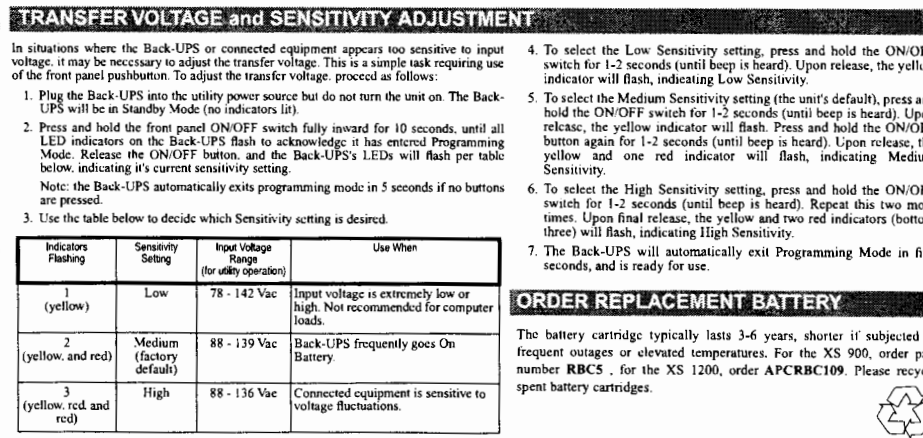 TRANSFER VOLTAGE and SENSITIVITY ADJUSTMENT
In situations where the Back-UPS or connected equipment appears too sensitive to input
voltage, it may be necessary to adjust the transfer voltage. This is a simple task requiring use
of the front panel pushbutton. To adjust the transfer voltage, proceed as follows:
1. Plug the Back-UPS into the utility power source but do not turn the unit on. The Back-
UPS will be in Standby Mode (no indicators lit).
2. Press and hold the front panel ON/OFF switch fully inward for 10 seconds, until all
LED indicators on the Back-UPS flash to acknowledge it has entered Programming
Mode. Release the ON/OFF button, and the Back-UPS's LEDs will flash per table
below, indicating it's current sensitivity setting.
Note: the Back-UPS automatically exits programming mode in 5 seconds if no buttons
are pressed.
3. Use the table below to decide which Sensitivity setting is desired.
Indicators Flashing
Sensitivity Setting
Input Voltage Range (for utility operation)
Use When
1 (yellow)
Low
78 - 142 Vac
Input voltage is extremely low or
high. Not recommended for computer
loads.
2 (yellow, and red)
Medium (factory default)
88 - 139 Vac
Back-UPS frequently goes On
Battery.
3 (yellow, red, and red)
High
88 - 136 Vac
Connected equipment is sensitive to
voltage fluctuations.
4. To select the Low Sensitivity setting, press and hold the
switch for 1-2 seconds (until beep is heard). Upon release, the
indicator will flash, indicating Low Sensitivity.
5. To select the Medium Sensitivity setting (the unit's default), press
hold the ON/OFF switch for 1-2 seconds (until beep is heard).
release, the yellow indicator will flash. Press and hold the
button again for 1-2 seconds (until beep is heard). Upon release,
yellow and one red indicator will flash, indicating
Sensitivity.
6. To select the High Sensitivity setting, press and hold the
switch for 1-2 seconds (until beep is heard). Repeat this two
times. Upon final release, the yellow and two red indicators
three) will flash, indicating High Sensitivity.
7. The Back-UPS will automatically exit Programming Mode in
seconds, and is ready for use.
ORDER REPLACEMENT BATTERY
The battery cartridge typically lasts 3-6 years, shorter if subjected
frequent outages or elevated temperatures. For the XS 900, order
number RBC5 , for the XS 1200, order APCRBC109. Please
spent battery cartridges.